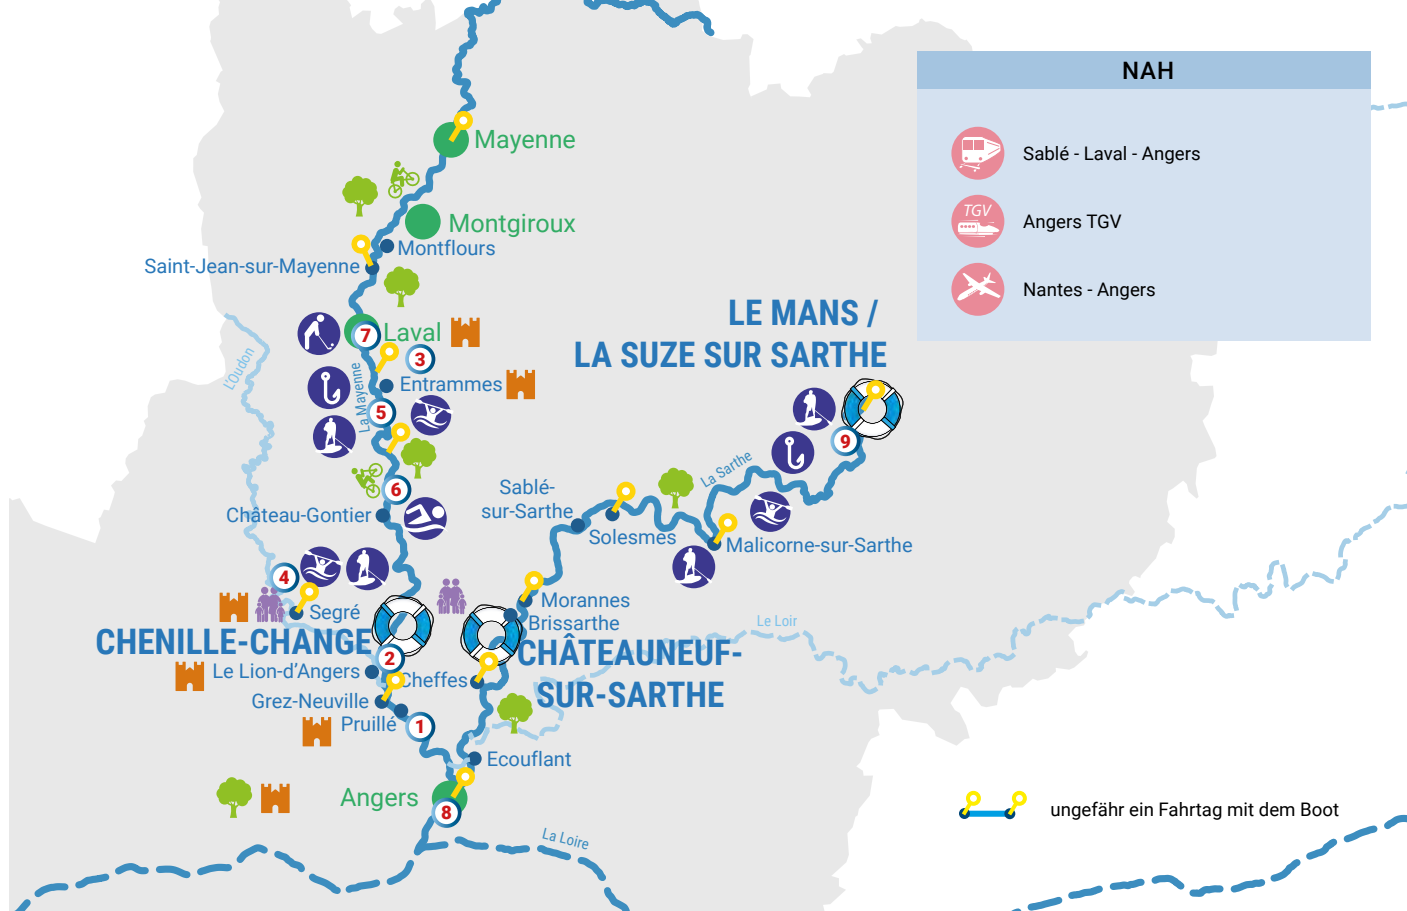 NAH
Sablé - Laval - Angers
TGV
Angers TGV
Nantes - Angers
Mayenne
Montgiroux
Montflours
Saint-Jean-sur-Mayenne
Laval
7
3
L'Oudon
La Mayenne
Entrammes
5
6
Château-Gontier
LE MANS /
LA SUZE SUR SARTHE
9
La Sarthe
Sablé-
sur-Sarthe
Solesmes
Malicorne-sur-Sarthe
4
Segré
Morannes
Brissarthe
Le Loir
CHENILLE-CHANGE
CHÂTEAUNEUF-
SUR-SARTHE
2
Le Lion-d’Angers
Cheffes
Grez-Neuville
Pruillé
1
Ecouflant
Angers
8
La Loire
ungefähr ein Fahrtag mit dem Boot